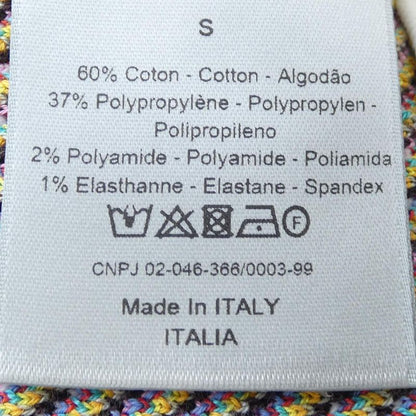 S
60% Coton - Cotton - Algodão
37% Polypropylène - Polypropylen -
Polipropileno
2% Polyamide - Polyamide - Poliamida
1% Elasthanne - Elastane - Spandex
F
CNPJ 02-046-366/0003-99
Made In ITALY
ITALIA